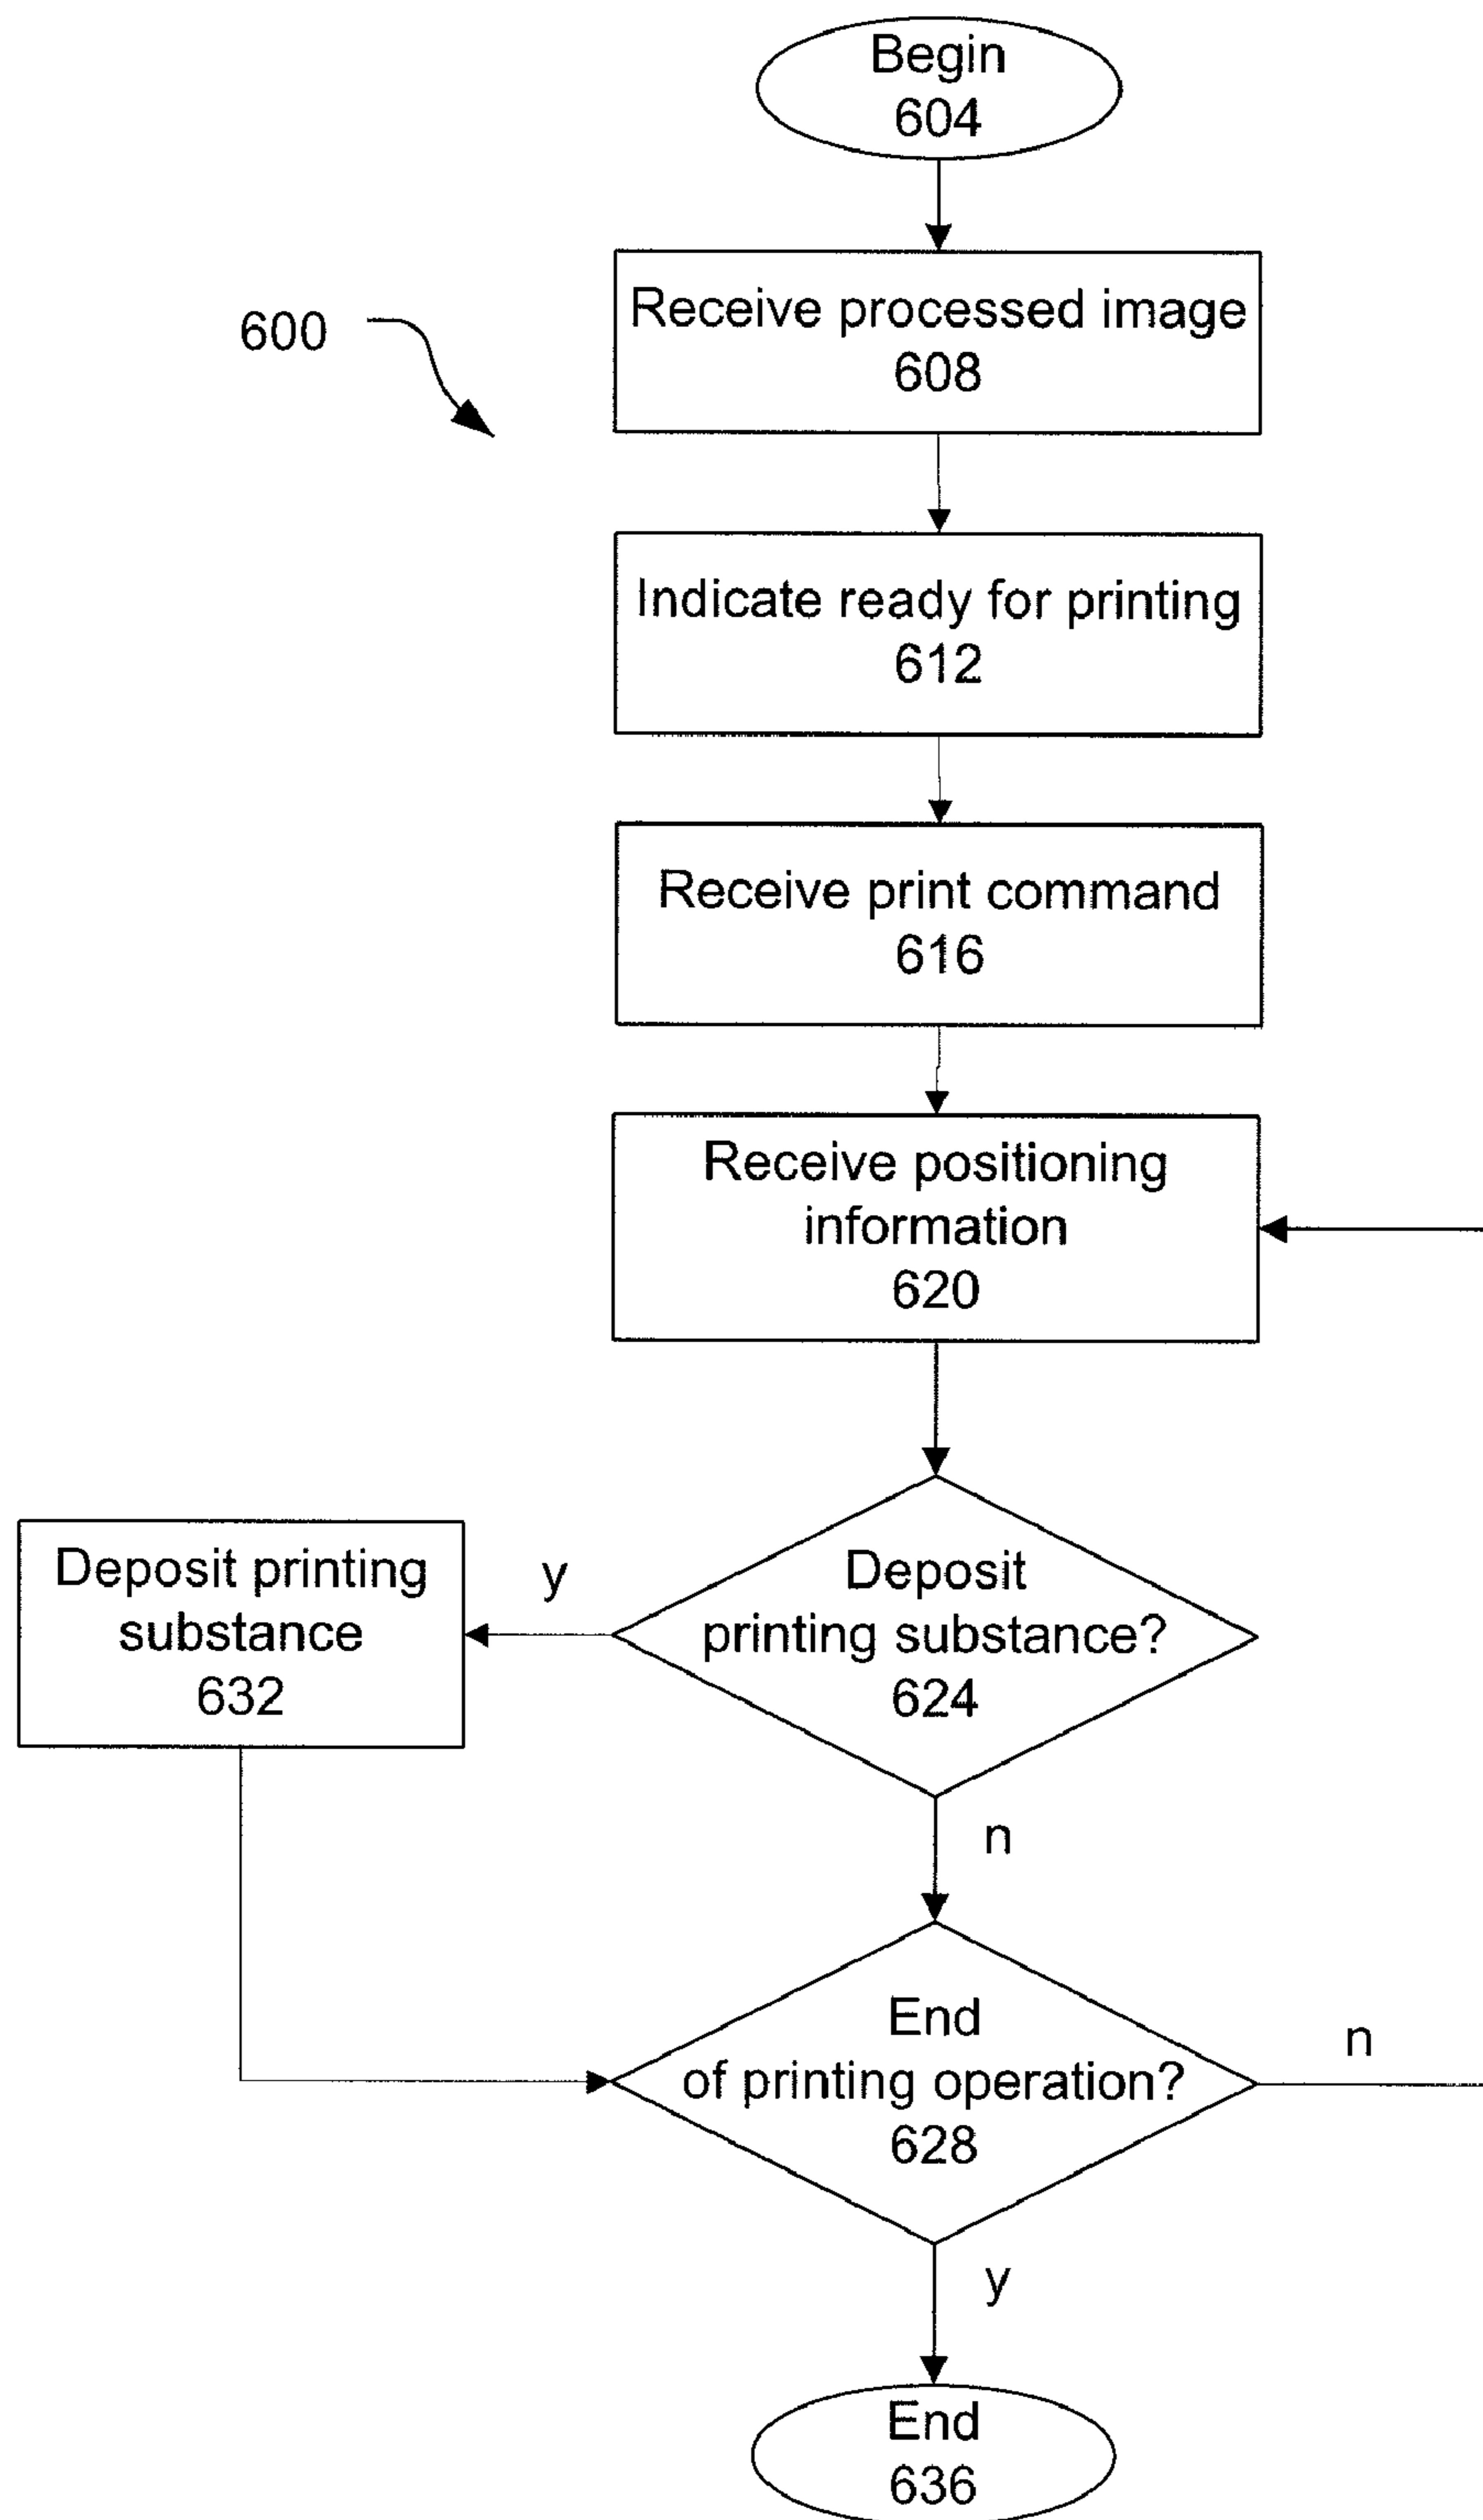 Begin
604
600
Receive processed image
608
Indicate ready for printing
612
Receive print command
616
Receive positioning
information
620
Deposit printing
substance
632
y
Deposit
printing substance?
624
n
End
of printing operation?
628
n
y
End
636